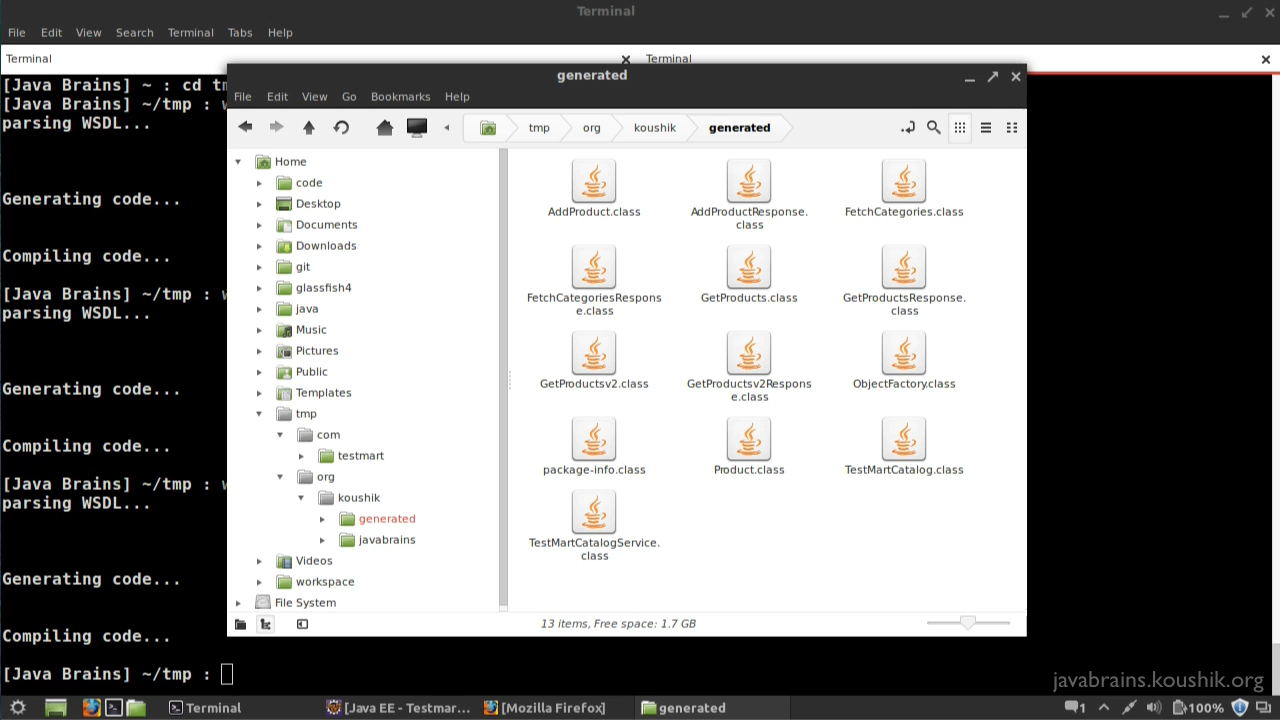 Terminal
File Edit View Search Terminal Tabs Help
Terminal
Terminal
[Java Brains] ~ : cd tm
[Java Brains] ~/tmp : w
parsing WSDL...
Generating code...
Compiling code...
[Java Brains] ~/tmp : w
parsing WSDL...
Generating code...
Compiling code...
[Java Brains] ~/tmp : w
parsing WSDL...
Generating code...
Compiling code...
[Java Brains] ~/tmp :
generated
File Edit View Go Bookmarks Help
tmp org koushik generated
Home
code
Desktop
Documents
Downloads
git
glassfish4
java
Music
Pictures
Public
Templates
tmp
com
testmart
org
koushik
generated
javabrains
Videos
workspace
File System
AddProduct.class
AddProductResponse.
class
FetchCategories.class
FetchCategoriesRespons
e.class
GetProducts.class
GetProductsResponse.
class
GetProductsv2.class
GetProductsv2Respons
e.class
ObjectFactory.class
package-info.class
Product.class
TestMartCatalog.class
TestMartCatalogService.
class
13 items, Free space: 1.7 GB
javabrains.koushik.org
Terminal [Java EE - Testmar... [Mozilla Firefox] generated 1 100%